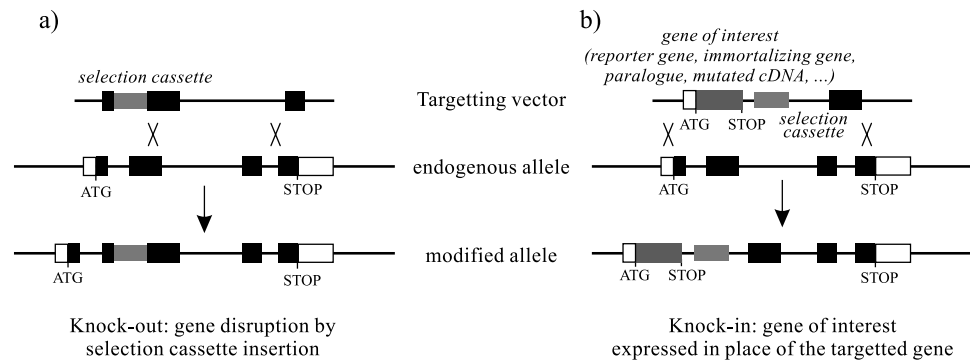 a)
b)
gene of interest
(reporter gene, immortalizing gene,
paralogue, mutated cDNA, ...)
selection cassette
Targetting vector
ATG
STOP
selection
cassette
endogenous allele
ATG
STOP
ATG
STOP
modified allele
ATG
STOP
ATG
STOP
STOP
Knock-out: gene disruption by
selection cassette insertion
Knock-in: gene of interest
expressed in place of the targetted gene